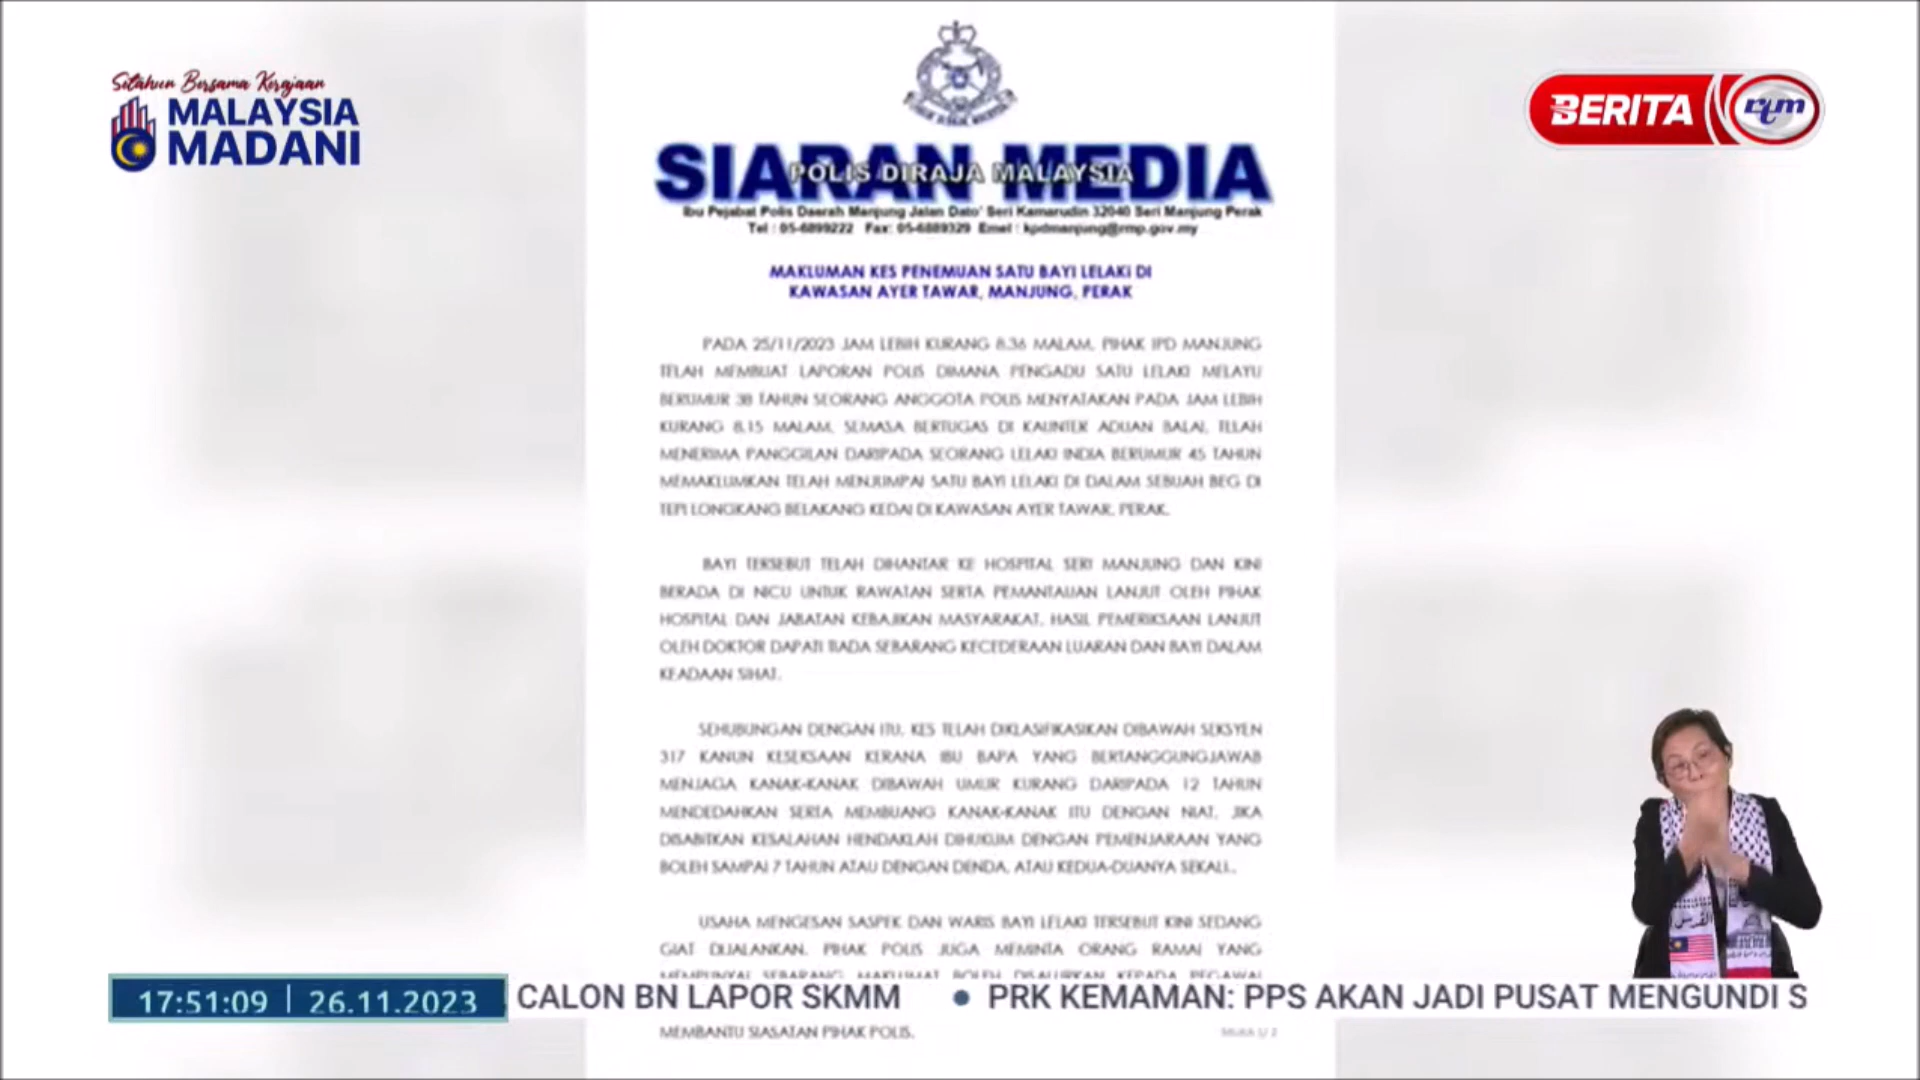 Setahun Bersama Kerajaan
MALAYSIA
MADANI
BERITA rtm
SIARAN MEDIA
POLIS DIRAJA MALAYSIA
Ibu Pejabat Polis Daerah Manjung Jalan Dato' Seri Kamarudin 32040 Seri Manjung Perak
Tel : 05-6899222 Fax: 05-6889329 Emel : kpdmanjung@rmp.gov.my
MAKLUMAN KES PENEMUAN SATU BAYI LELAKI DI
KAWASAN AYER TAWAR, MANJUNG, PERAK
PADA 25/11/2023 JAM LEBIH KURANG 8.36 MALAM, PIHAK IPD MANJUNG
TELAH MEMBUAT LAPORAN POLIS DIMANA PENGADU SATU LELAKI MELAYU
BERUMUR 38 TAHUN SEORANG ANGGOTA POLIS MENYATAKAN PADA JAM LEBIH
KURANG 8.15 MALAM, SEMASA BERTUGAS DI KAUNTER ADUAN BALAI, TELAH
MENERIMA PANGGILAN DARIPADA SEORANG LELAKI INDIA BERUMUR 45 TAHUN
MEMAKLUMKAN TELAH MENJUMPAI SATU BAYI LELAKI DI DALAM SEBUAH BEG DI
TEPI LONGKANG BELAKANG KEDAI DI KAWASAN AYER TAWAR, PERAK.
BAYI TERSEBUT TELAH DIHANTAR KE HOSPITAL SERI MANJUNG DAN KINI
BERADA DI NICU UNTUK RAWATAN SERTA PEMANTAUAN LANJUT OLEH PIHAK
HOSPITAL DAN JABATAN KEBAJIKAN MASYARAKAT. HASIL PEMERIKSAAN LANJUT
OLEH DOKTOR DAPATI TIADA SEBARANG KECEDERAAN LUARAN DAN BAYI DALAM
KEADAAN SIHAT.
SEHUBUNGAN DENGAN ITU, KES TELAH DIKLASIFIKASIKAN DIBAWAH SEKSYEN
317 KANUN KESEKSAAN KERANA IBU BAPA YANG BERTANGGUNGJAWAB
MENJAGA KANAK-KANAK DIBAWAH UMUR KURANG DARIPADA 12 TAHUN
MENDEDAHKAN SERTA MEMBUANG KANAK-KANAK ITU DENGAN NIAT, JIKA
DISABITKAN KESALAHAN HENDAKLAH DIHUKUM DENGAN PEMENJARAAN YANG
BOLEH SAMPAI 7 TAHUN ATAU DENGAN DENDA, ATAU KEDUA-DUANYA SEKALI..
USAHA MENGESAN SASPEK DAN WARIS BAYI LELAKI TERSEBUT KINI SEDANG
GIAT DIJALANKAN. PIHAK POLIS JUGA MEMINTA ORANG RAMAI YANG
MEMPUNYAI SEBARANG MAKLUMAT BOLEH DISALURKAN KEPADA PEGAWAI
17:51:09 | 26.11.2023 CALON BN LAPOR SKMM • PRK KEMAMAN: PPS AKAN JADI PUSAT MENGUNDI S
MEMBANTU SIASATAN PIHAK POLIS.